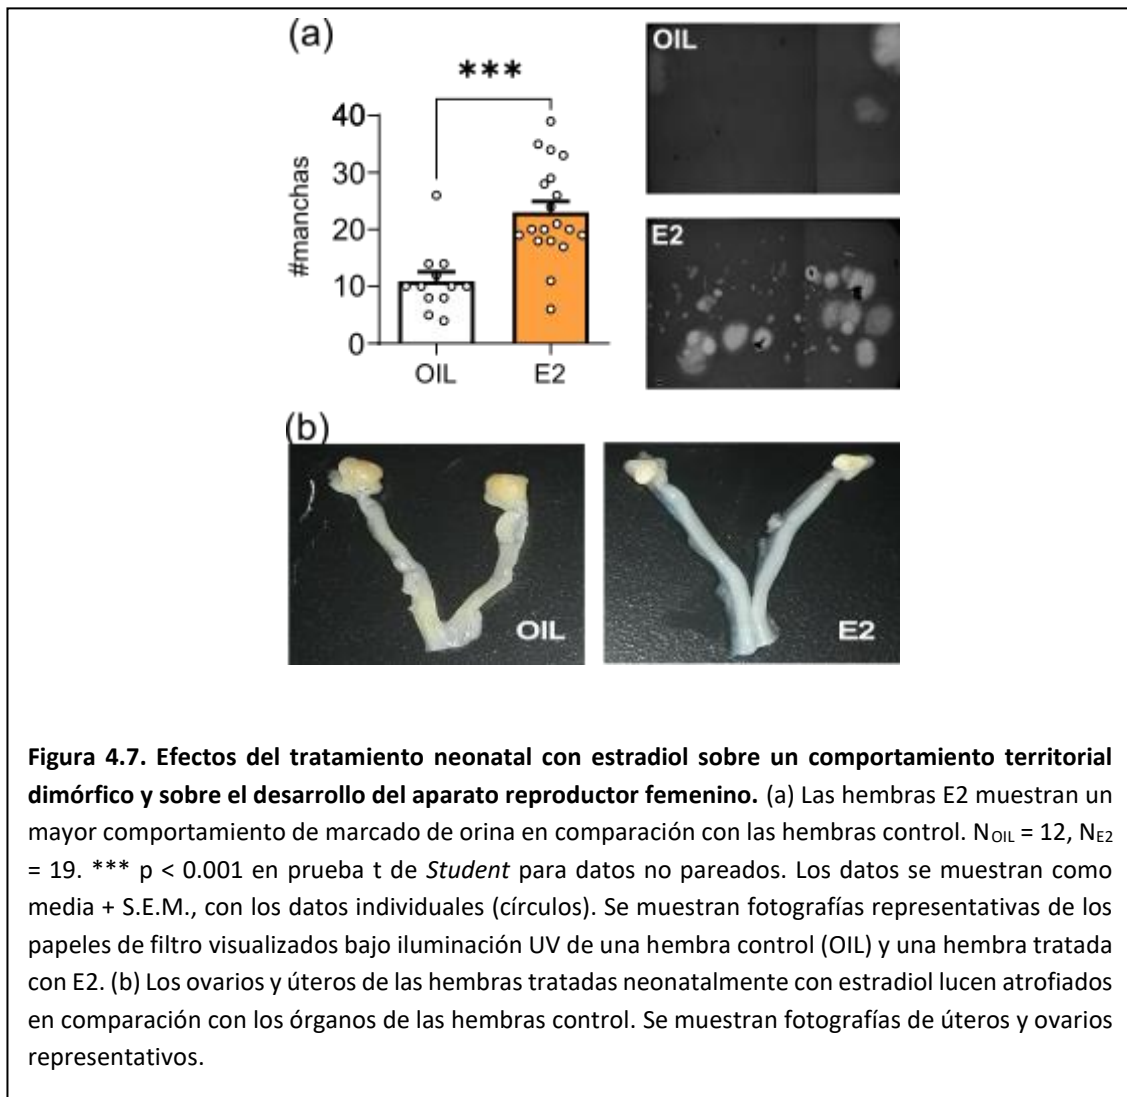 (a)
***
40
30
20
10
0
#manchas
OIL
E2
OIL
E2
(b)
OIL
E2
Figura 4.7. Efectos del tratamiento neonatal con estradiol sobre un comportamiento territorial
dimórfico y sobre el desarrollo del aparato reproductor femenino. (a) Las hembras E2 muestran un
mayor comportamiento de marcado de orina en comparación con las hembras control. NOIL = 12, NE2
= 19. *** p < 0.001 en prueba t de Student para datos no pareados. Los datos se muestran como
media + S.E.M., con los datos individuales (círculos). Se muestran fotografías representativas de los
papeles de filtro visualizados bajo iluminación UV de una hembra control (OIL) y una hembra tratada
con E2. (b) Los ovarios y úteros de las hembras tratadas neonatalmente con estradiol lucen atrofiados
en comparación con los órganos de las hembras control. Se muestran fotografías de úteros y ovarios
representativos.